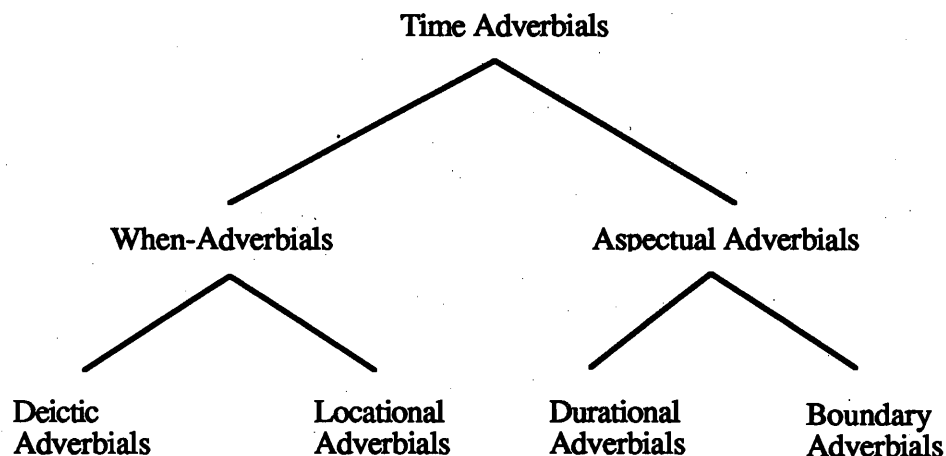 Time Adverbials
When-Adverbials
Aspectual Adverbials
Deictic
Adverbials
Locational
Adverbials
Durational
Adverbials
Boundary
Adverbials